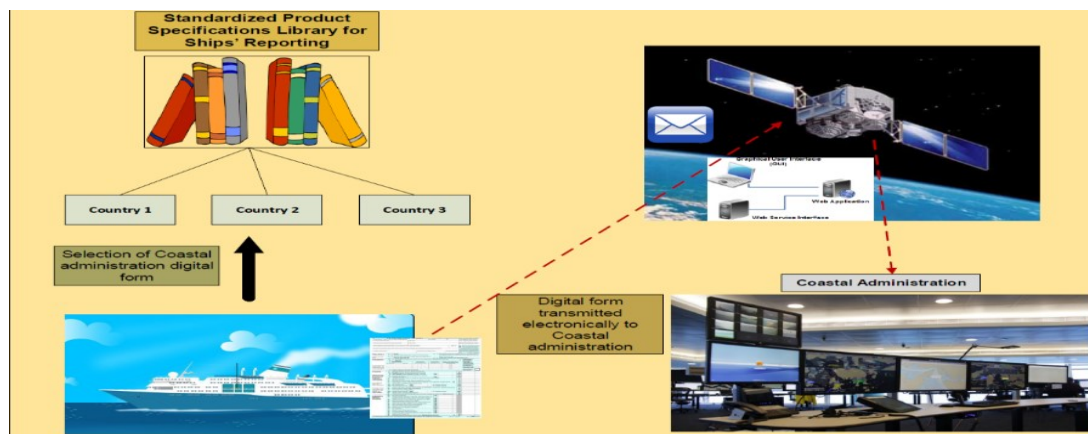 Standardized Product
Specifications Library for
Ships' Reporting
Country 1
Country 2
Country 3
Selection of Coastal
administration digital
form
Graphical User Interface
(GUI)
Web Application
Web Service Interface
Coastal Administration
Digital form
transmitted
electronically to
Coastal
administration